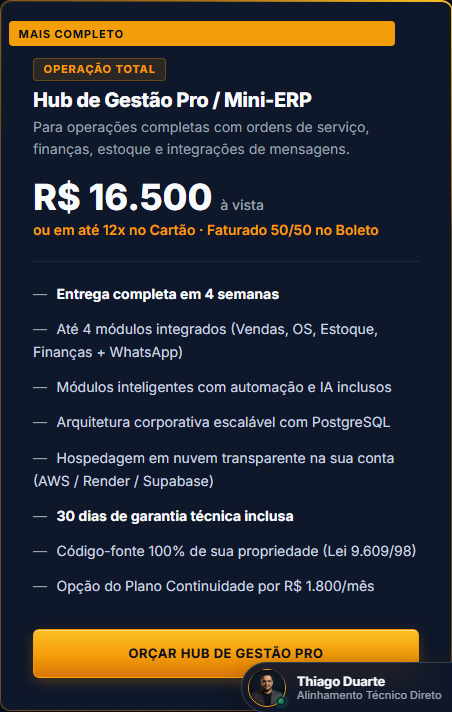 MAIS COMPLETO
OPERAÇÃO TOTAL
Hub de Gestão Pro / Mini-ERP
Para operações completas com ordens de serviço,
finanças, estoque e integrações de mensagens.
R$ 16.500 à vista
ou em até 12x no Cartão · Faturado 50/50 no Boleto
— Entrega completa em 4 semanas
— Até 4 módulos integrados (Vendas, OS, Estoque,
Finanças + WhatsApp)
— Módulos inteligentes com automação e IA inclusos
— Arquitetura corporativa escalável com PostgreSQL
— Hospedagem em nuvem transparente na sua conta
(AWS / Render / Supabase)
— 30 dias de garantia técnica inclusa
— Código-fonte 100% de sua propriedade (Lei 9.609/98)
— Opção do Plano Continuidade por R$ 1.800/mês
ORÇAR HUB DE GESTÃO PRO
Thiago Duarte
Alinhamento Técnico Direto